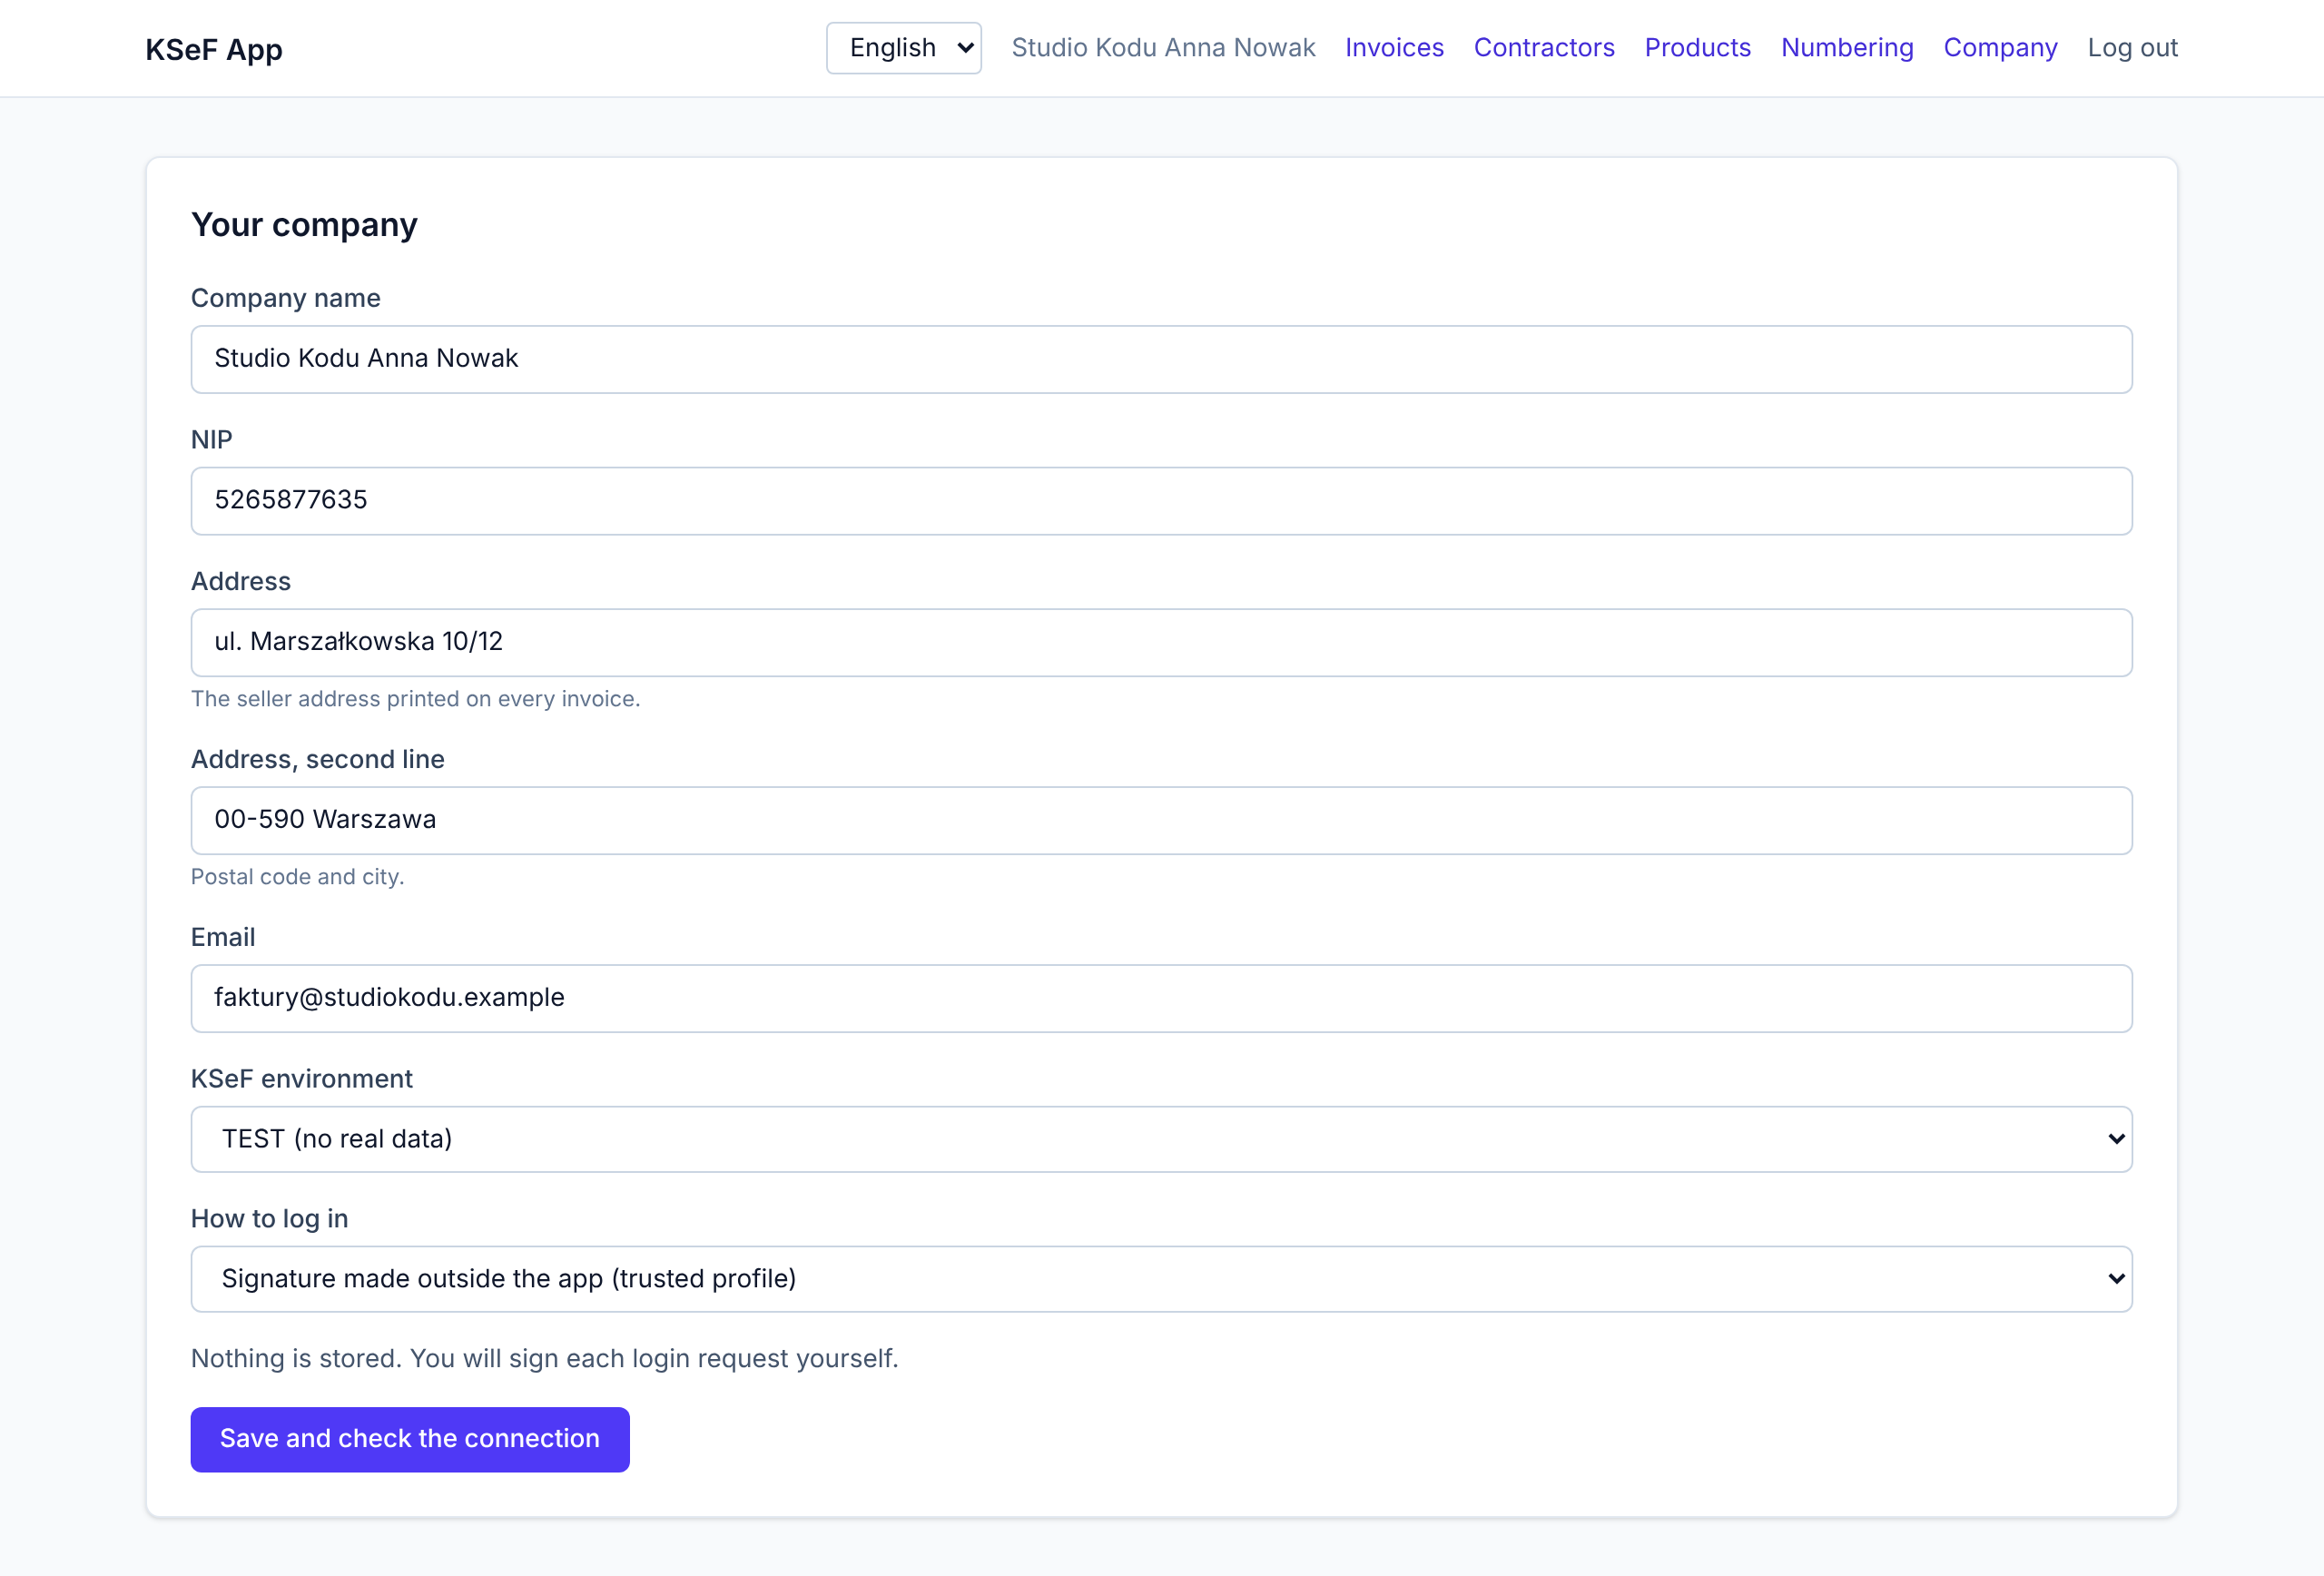 KSeF App
English
Studio Kodu Anna Nowak
Invoices
Contractors
Products
Numbering
Company
Log out
Your company
Company name
Studio Kodu Anna Nowak
NIP
5265877635
Address
ul. Marszałkowska 10/12
The seller address printed on every invoice.
Address, second line
00-590 Warszawa
Postal code and city.
Email
faktury@studiokodu.example
KSeF environment
TEST (no real data)
How to log in
Signature made outside the app (trusted profile)
Nothing is stored. You will sign each login request yourself.
Save and check the connection